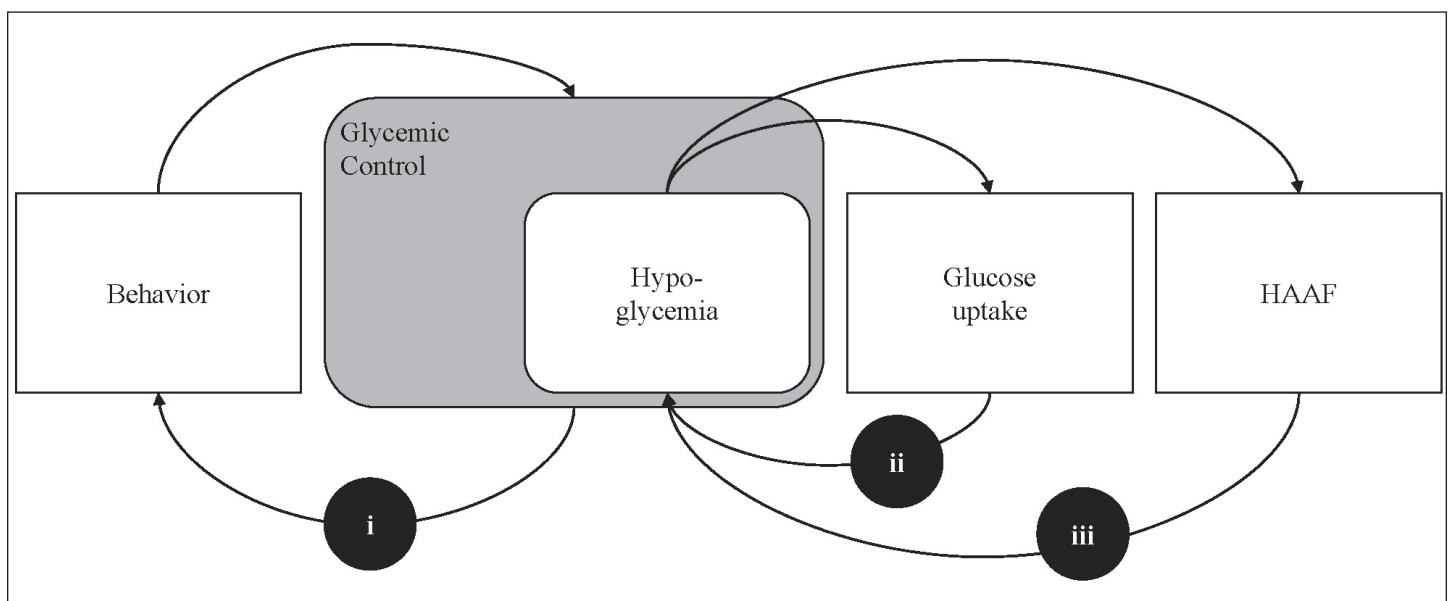 Glycemic
Control
Behavior
Hypo-
glycemia
Glucose
uptake
HAAF
i
ii
iii